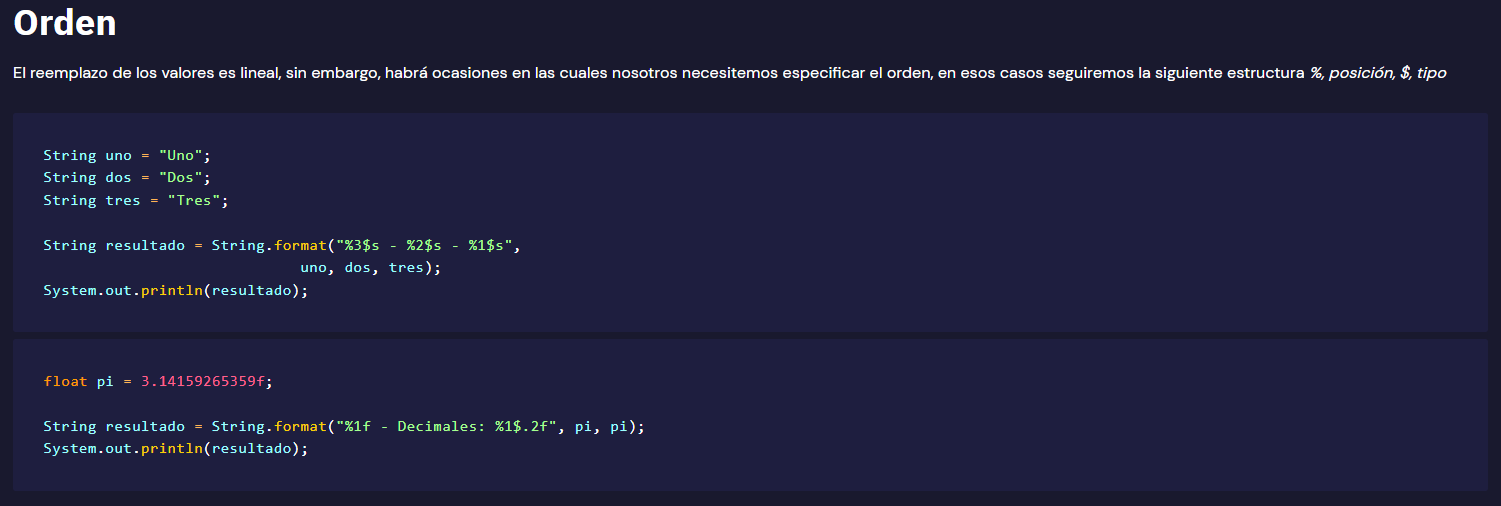 Orden
El reemplazo de los valores es lineal, sin embargo, habrá ocasiones en las cuales nosotros necesitemos especificar el orden, en esos casos seguiremos la siguiente estructura %, posición, $, tipo
String uno = "Uno";
String dos = "Dos";
String tres = "Tres";
String resultado = String.format("%3$s - %2$s - %1$s",
uno, dos, tres);
System.out.println(resultado);
float pi = 3.14159265359f;
String resultado = String.format("%1f - Decimales: %1$.2f", pi, pi);
System.out.println(resultado);